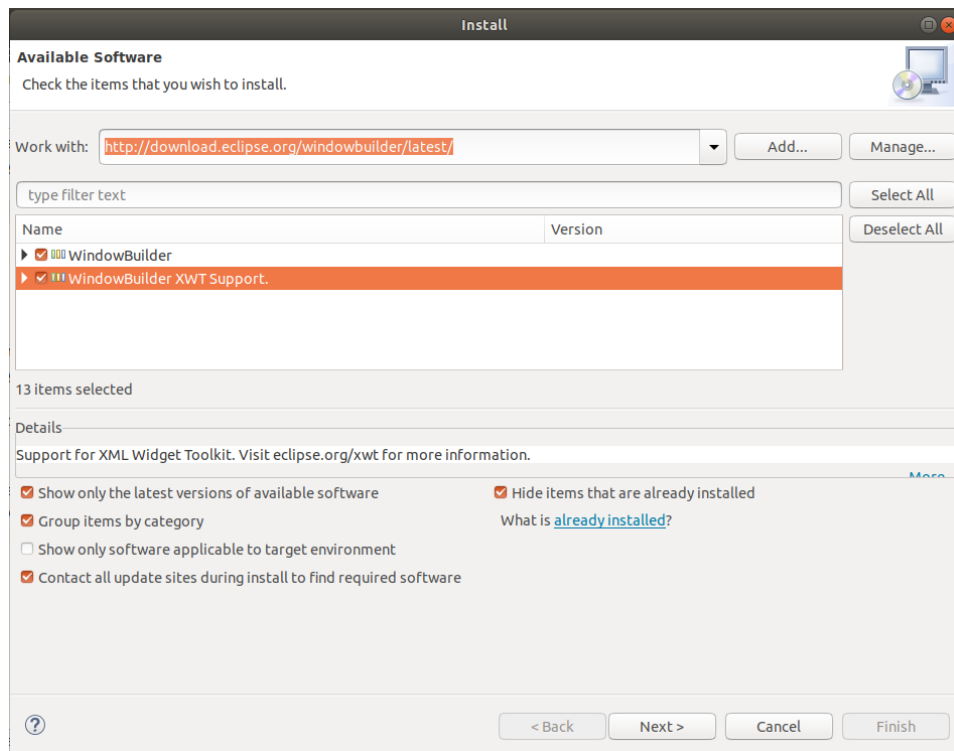 Install
Available Software
Check the items that you wish to install.
Work with: http://download.eclipse.org/windowbuilder/latest/ Add... Manage...
type filter text Select All
Name Version Deselect All
WindowBuilder
WindowBuilder XWT Support.
13 items selected
Details
Support for XML Widget Toolkit. Visit eclipse.org/xwt for more information.
More...
Show only the latest versions of available software Hide items that are already installed
Group items by category What is already installed?
Show only software applicable to target environment
Contact all update sites during install to find required software
? < Back Next > Cancel Finish